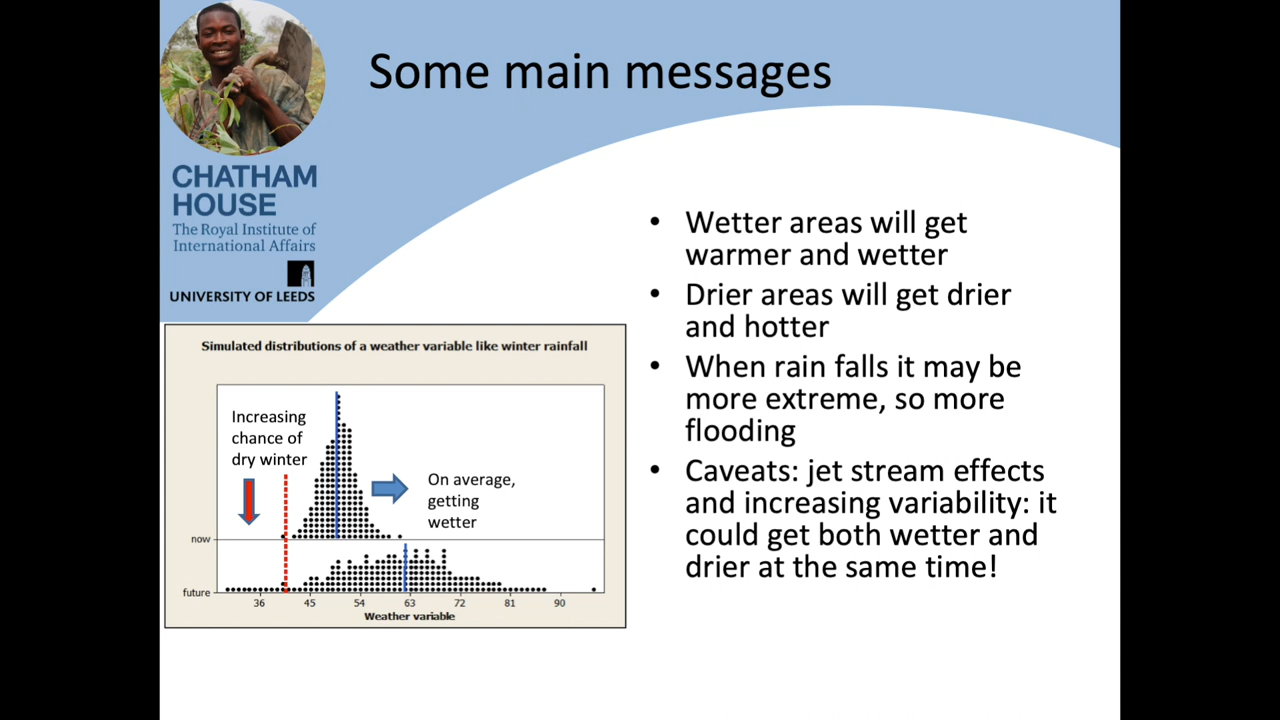 Some main messages
CHATHAM
HOUSE
The Royal Institute of
International Affairs
UNIVERSITY OF LEEDS
• Wetter areas will get
warmer and wetter
• Drier areas will get drier
and hotter
• When rain falls it may be
more extreme, so more
flooding
• Caveats: jet stream effects
and increasing variability: it
could get both wetter and
drier at the same time!
Simulated distributions of a weather variable like winter rainfall
Increasing
chance of
dry winter
On average,
getting
wetter
now
future
36 45 54 63 72 81 90
Weather variable